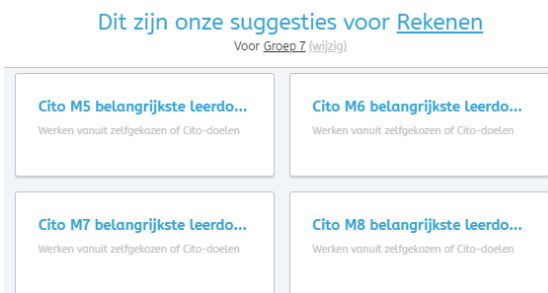 Dit zijn onze suggesties voor Rekenen
Voor Groep 7 (wijzig)
Cito M5 belangrijkste leerdo...
Werken vanuit zelfgekozen of Cito-doelen
Cito M6 belangrijkste leerdo...
Werken vanuit zelfgekozen of Cito-doelen
Cito M7 belangrijkste leerdo...
Werken vanuit zelfgekozen of Cito-doelen
Cito M8 belangrijkste leerdo...
Werken vanuit zelfgekozen of Cito-doelen